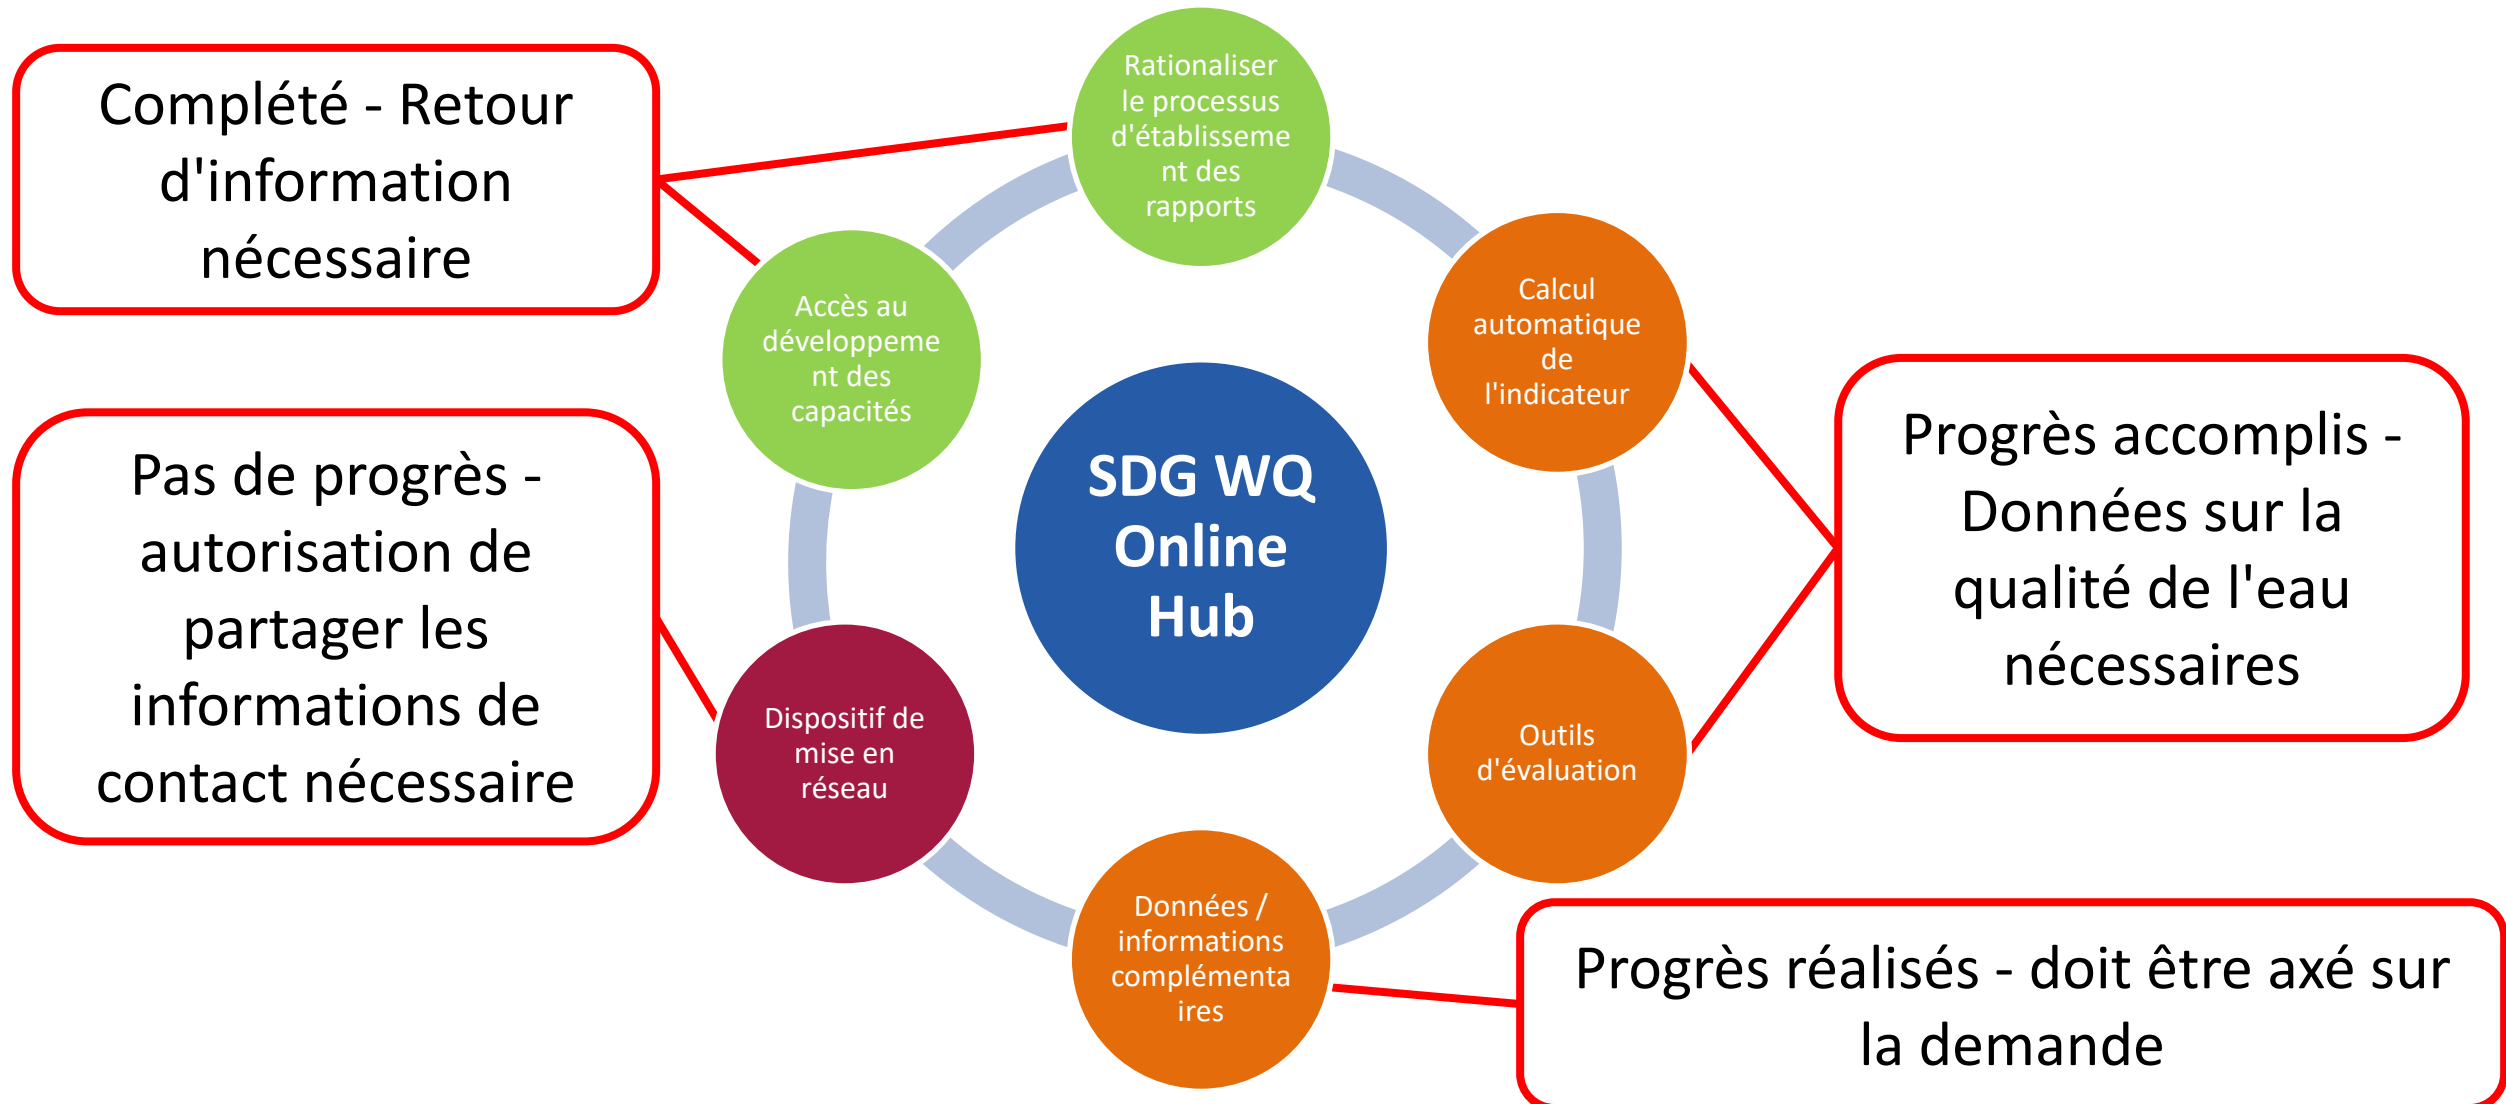 Complété - Retour
d'information
nécessaire
Rationaliser
le processus
d'établisseme
nt des
rapports
Accès au
développeme
nt des
capacités
Calcul
automatique
de
l'indicateur
Pas de progrès -
autorisation de
partager les
informations de
contact nécessaire
SDG WQ
Online
Hub
Progrès accomplis -
Données sur la
qualité de l'eau
nécessaires
Dispositif de
mise en
réseau
Outils
d'évaluation
Données /
informations
complémenta
ires
Progrès réalisés - doit être axé sur
la demande